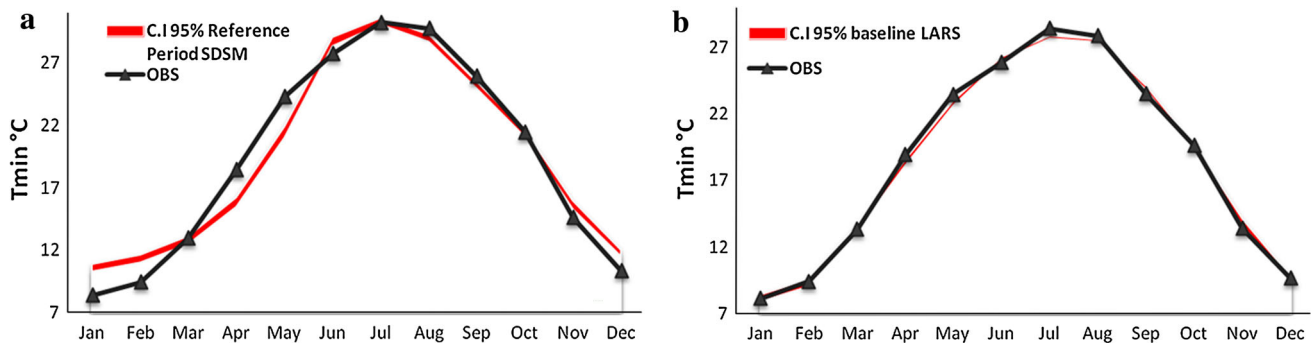 a
C.I 95% Reference
Period SDSM
OBS
Tmin °C
27
22
17
12
7
Jan Feb Mar Apr May Jun Jul Aug Sep Oct Nov Dec
b
C.I 95% baseline LARS
OBS
Tmin °C
27
22
17
12
7
Jan Feb Mar Apr May Jun Jul Aug Sep Oct Nov Dec